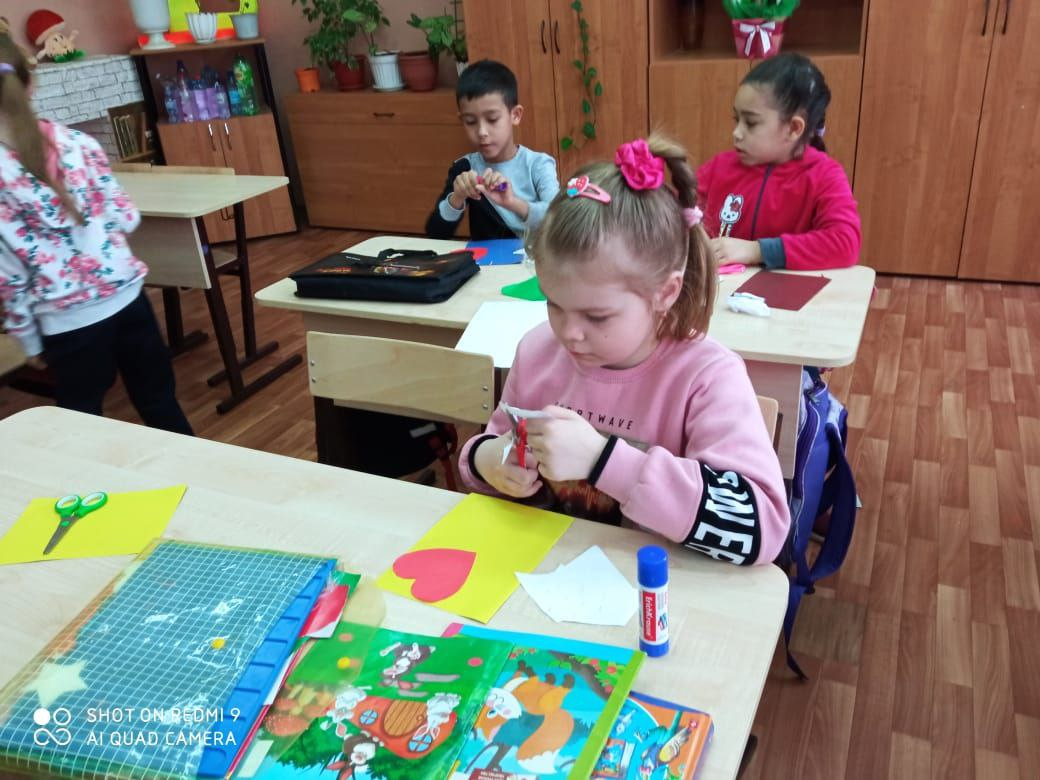 SPORTWAVE
ErichKrause
SHOT ON REDMI 9
AI QUAD CAMERA